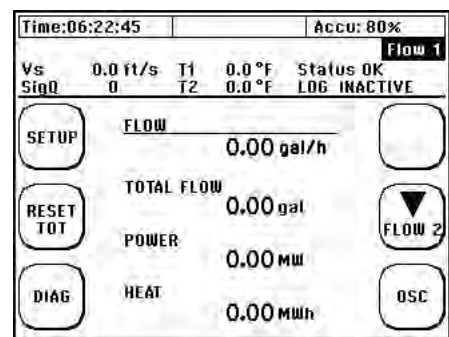 Time:06:22:45 Accu: 80%
Flow 1
Vs 0.0 ft/s T1 0.0 °F Status OK
SigQ 0 T2 0.0 °F LOG INACTIVE
SETUP
FLOW
0.00 gal/h
RESET TOT
TOTAL FLOW
0.00 gal
FLOW 2
POWER
0.00 MW
DIAG
HEAT
0.00 MWh
OSC